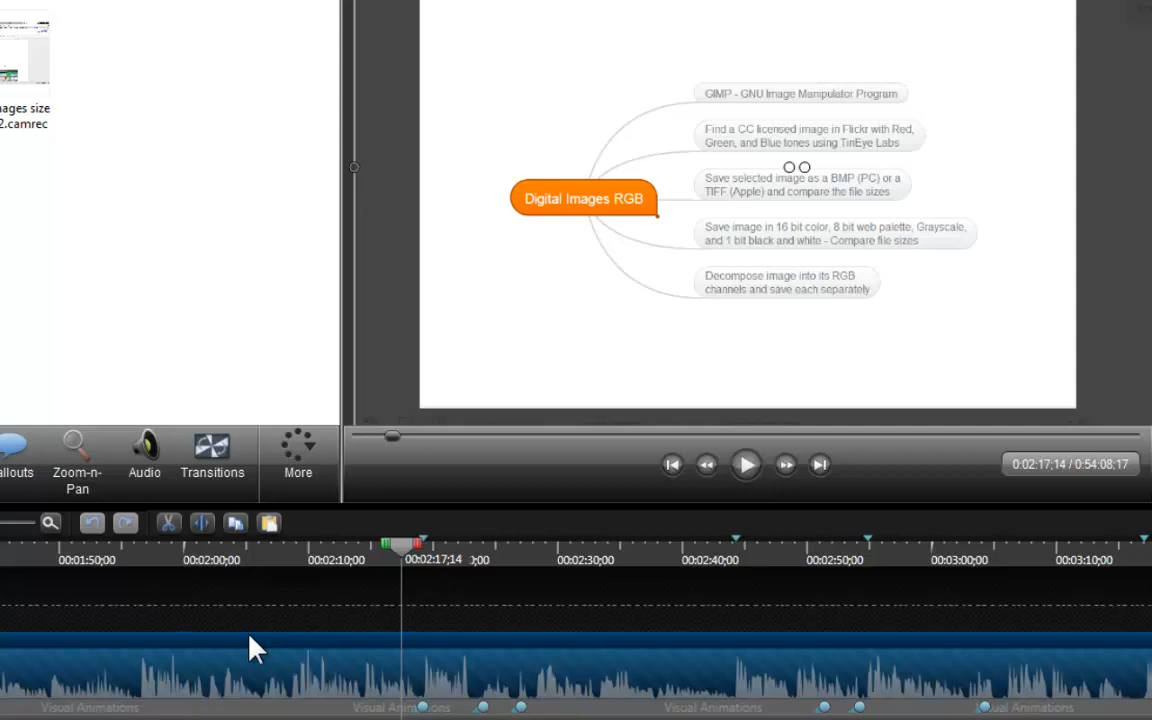 ages size
2.camrec
GIMP - GNU Image Manipulator Program
Find a CC licensed image in Flickr with Red,
Green, and Blue tones using TinEye Labs
Save selected image as a BMP (PC) or a
TIFF (Apple) and compare the file sizes
Digital Images RGB
Save image in 16 bit color, 8 bit web palette, Grayscale,
and 1 bit black and white - Compare file sizes
Decompose image into its RGB
channels and save each separately
allouts
Zoom-n-
Pan
Audio
Transitions
More
0:02:17;14 / 0:54:08;17
00:01:50;00
00:02:00;00
00:02:10;00
00:02:17;14
;00
00:02:30;00
00:02:40;00
00:02:50;00
00:03:00;00
00:03:10;00
Visual Animations
Visual Animations
Visual Animations
Visual Animations